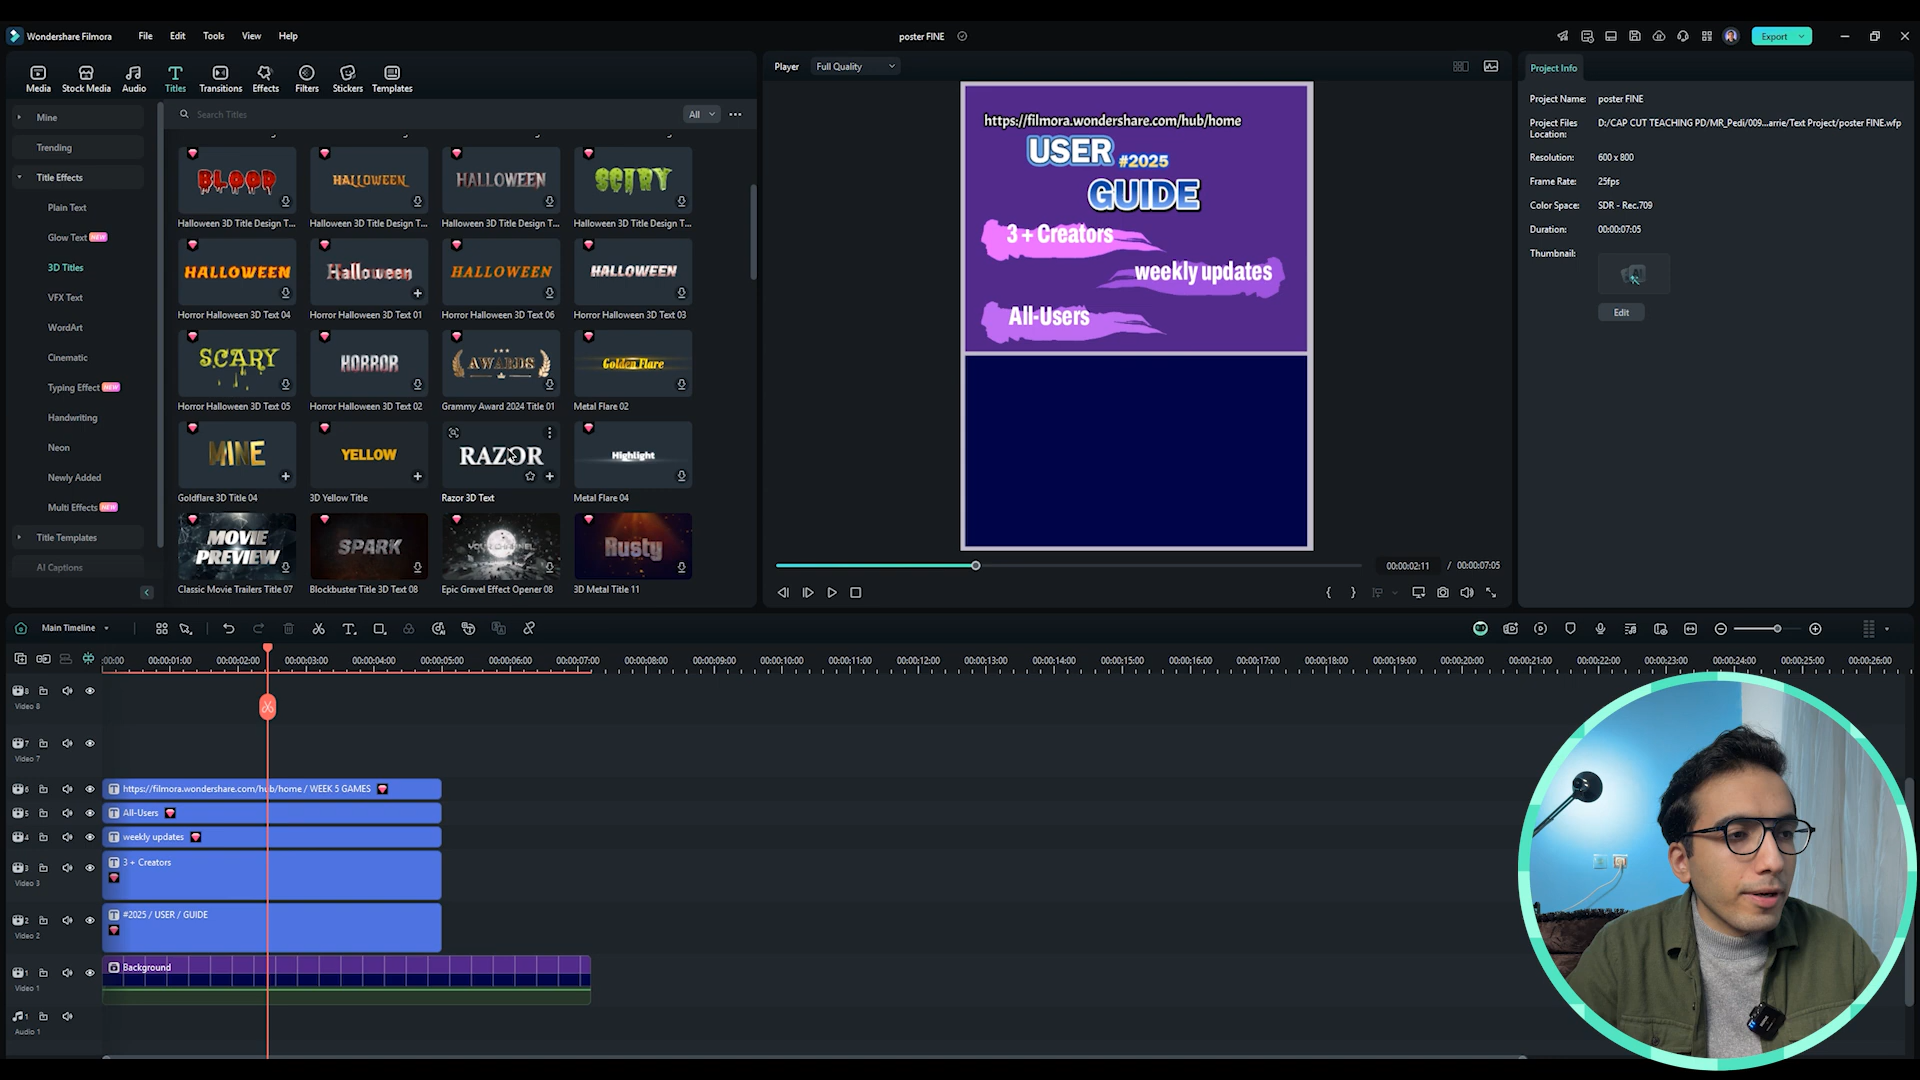 Wondershare Filmora
File
Edit
Tools
View
Help
poster FINE
Export
Media
Stock Media
Audio
Titles
Transitions
Effects
Filters
Stickers
Templates
Player
Full Quality
Project Info
Mine
Trending
Title Effects
Plain Text
Glow Text NEW
3D Titles
VFX Text
WordArt
Cinematic
Typing Effect NEW
Handwriting
Neon
Newly Added
Multi Effects NEW
Title Templates
AI Captions
Search Titles
All
BLOOD
HALLOWEEN
HALLOWEEN
SCARY
Halloween 3D Title Design T...
Halloween 3D Title Design T...
Halloween 3D Title Design T...
Halloween 3D Title Design T...
HALLOWEEN
Halloween
HALLOWEEN
HALLOWEEN
Horror Halloween 3D Text 04
Horror Halloween 3D Text 01
Horror Halloween 3D Text 06
Horror Halloween 3D Text 03
SCARY
HORROR
AWARDS
Golden Flare
Horror Halloween 3D Text 05
Horror Halloween 3D Text 02
Grammy Award 2024 Title 01
Metal Flare 02
MINE
YELLOW
RAZOR
Highlight
Goldflare 3D Title 04
3D Yellow Title
Razor 3D Text
Metal Flare 04
MOVIE
PREVIEW
SPARK
YOUR CHANNEL
Rusty
Classic Movie Trailers Title 07
Blockbuster Title 3D Text 08
Epic Gravel Effect Opener 08
3D Metal Title 11
https://filmora.wondershare.com/hub/home
USER #2025
GUIDE
3 + Creators
weekly updates
All-Users
00:00:02:11 / 00:00:07:05
Project Name: poster FINE
Project Files Location: D:/CAP CUT TEACHING PD/MR_Pedi/009...arrie/Text Project/poster FINE.wfp
Resolution: 600 x 800
Frame Rate: 25fps
Color Space: SDR - Rec.709
Duration: 00:00:07:05
Thumbnail:
Edit
Main Timeline
:00:00 00:00:01:00 00:00:02:00 00:00:03:00 00:00:04:00 00:00:05:00 00:00:06:00 00:00:07:00 00:00:08:00 00:00:09:00 00:00:10:00 00:00:11:00 00:00:12:00 00:00:13:00 00:00:14:00 00:00:15:00 00:00:16:00 00:00:17:00 00:00:18:00 00:00:19:00 00:00:20:00 00:00:21:00 00:00:22:00 00:00:23:00 00:00:24:00 00:00:25:00 00:00:26:00
8
Video 8
7
Video 7
6
https://filmora.wondershare.com/hub/home / WEEK 5 GAMES
5
All-Users
4
weekly updates
3
Video 3
3 + Creators
2
Video 2
#2025 / USER / GUIDE
1
Video 1
Background
1
Audio 1